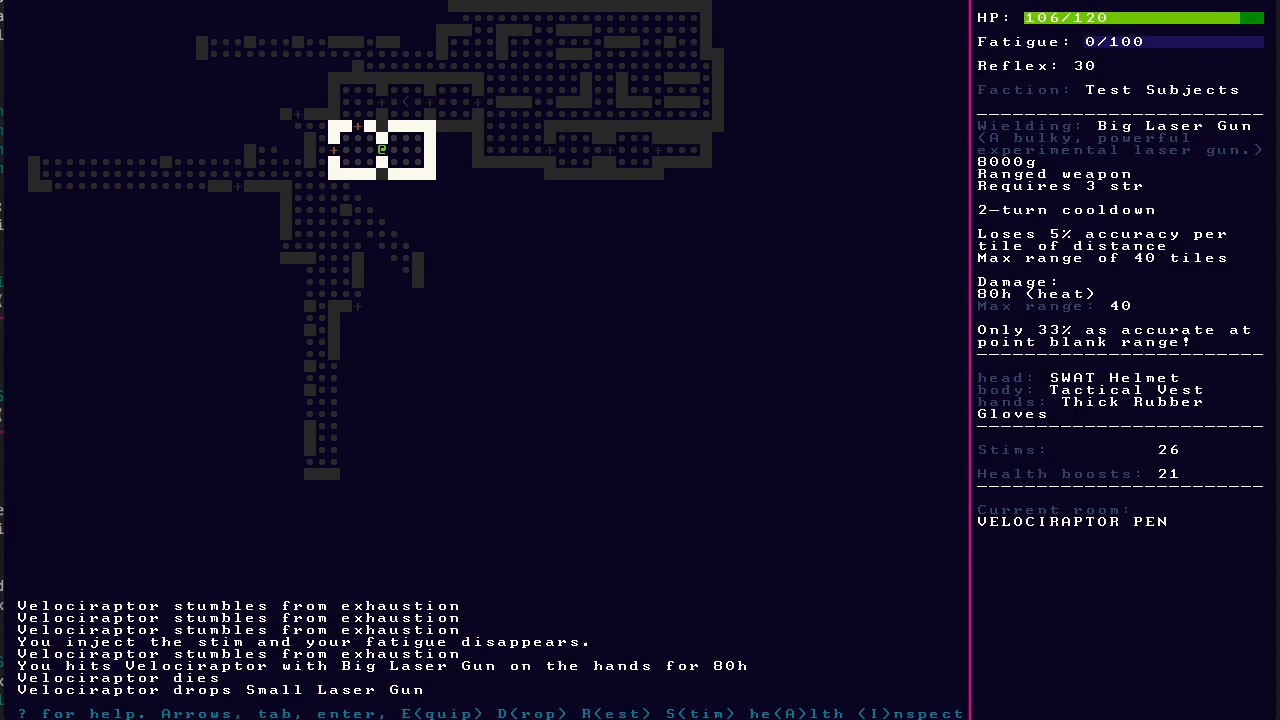 HP: 106/120
Fatigue: 0/100
Reflex: 30
Faction: Test Subjects
Wielding: Big Laser Gun
(A bulky, powerful
experimental laser gun.)
8000g
Ranged weapon
Requires 3 str
2-turn cooldown
Loses 5% accuracy per
tile of distance
Max range of 40 tiles
Damage:
80h (heat)
Max range: 40
Only 33% as accurate at
point blank range!
head: SWAT Helmet
body: Tactical Vest
hands: Thick Rubber
Gloves
Stims: 26
Health boosts: 21
Current room:
VELOCIRAPTOR PEN
Velociraptor stumbles from exhaustion
Velociraptor stumbles from exhaustion
Velociraptor stumbles from exhaustion
You inject the stim and your fatigue disappears.
Velociraptor stumbles from exhaustion
You hits Velociraptor with Big Laser Gun on the hands for 80h
Velociraptor dies
Velociraptor drops Small Laser Gun
? for help. Arrows, tab, enter, E(quip) D(rop) R(est) S(tim) he(A)lth (I)nspect